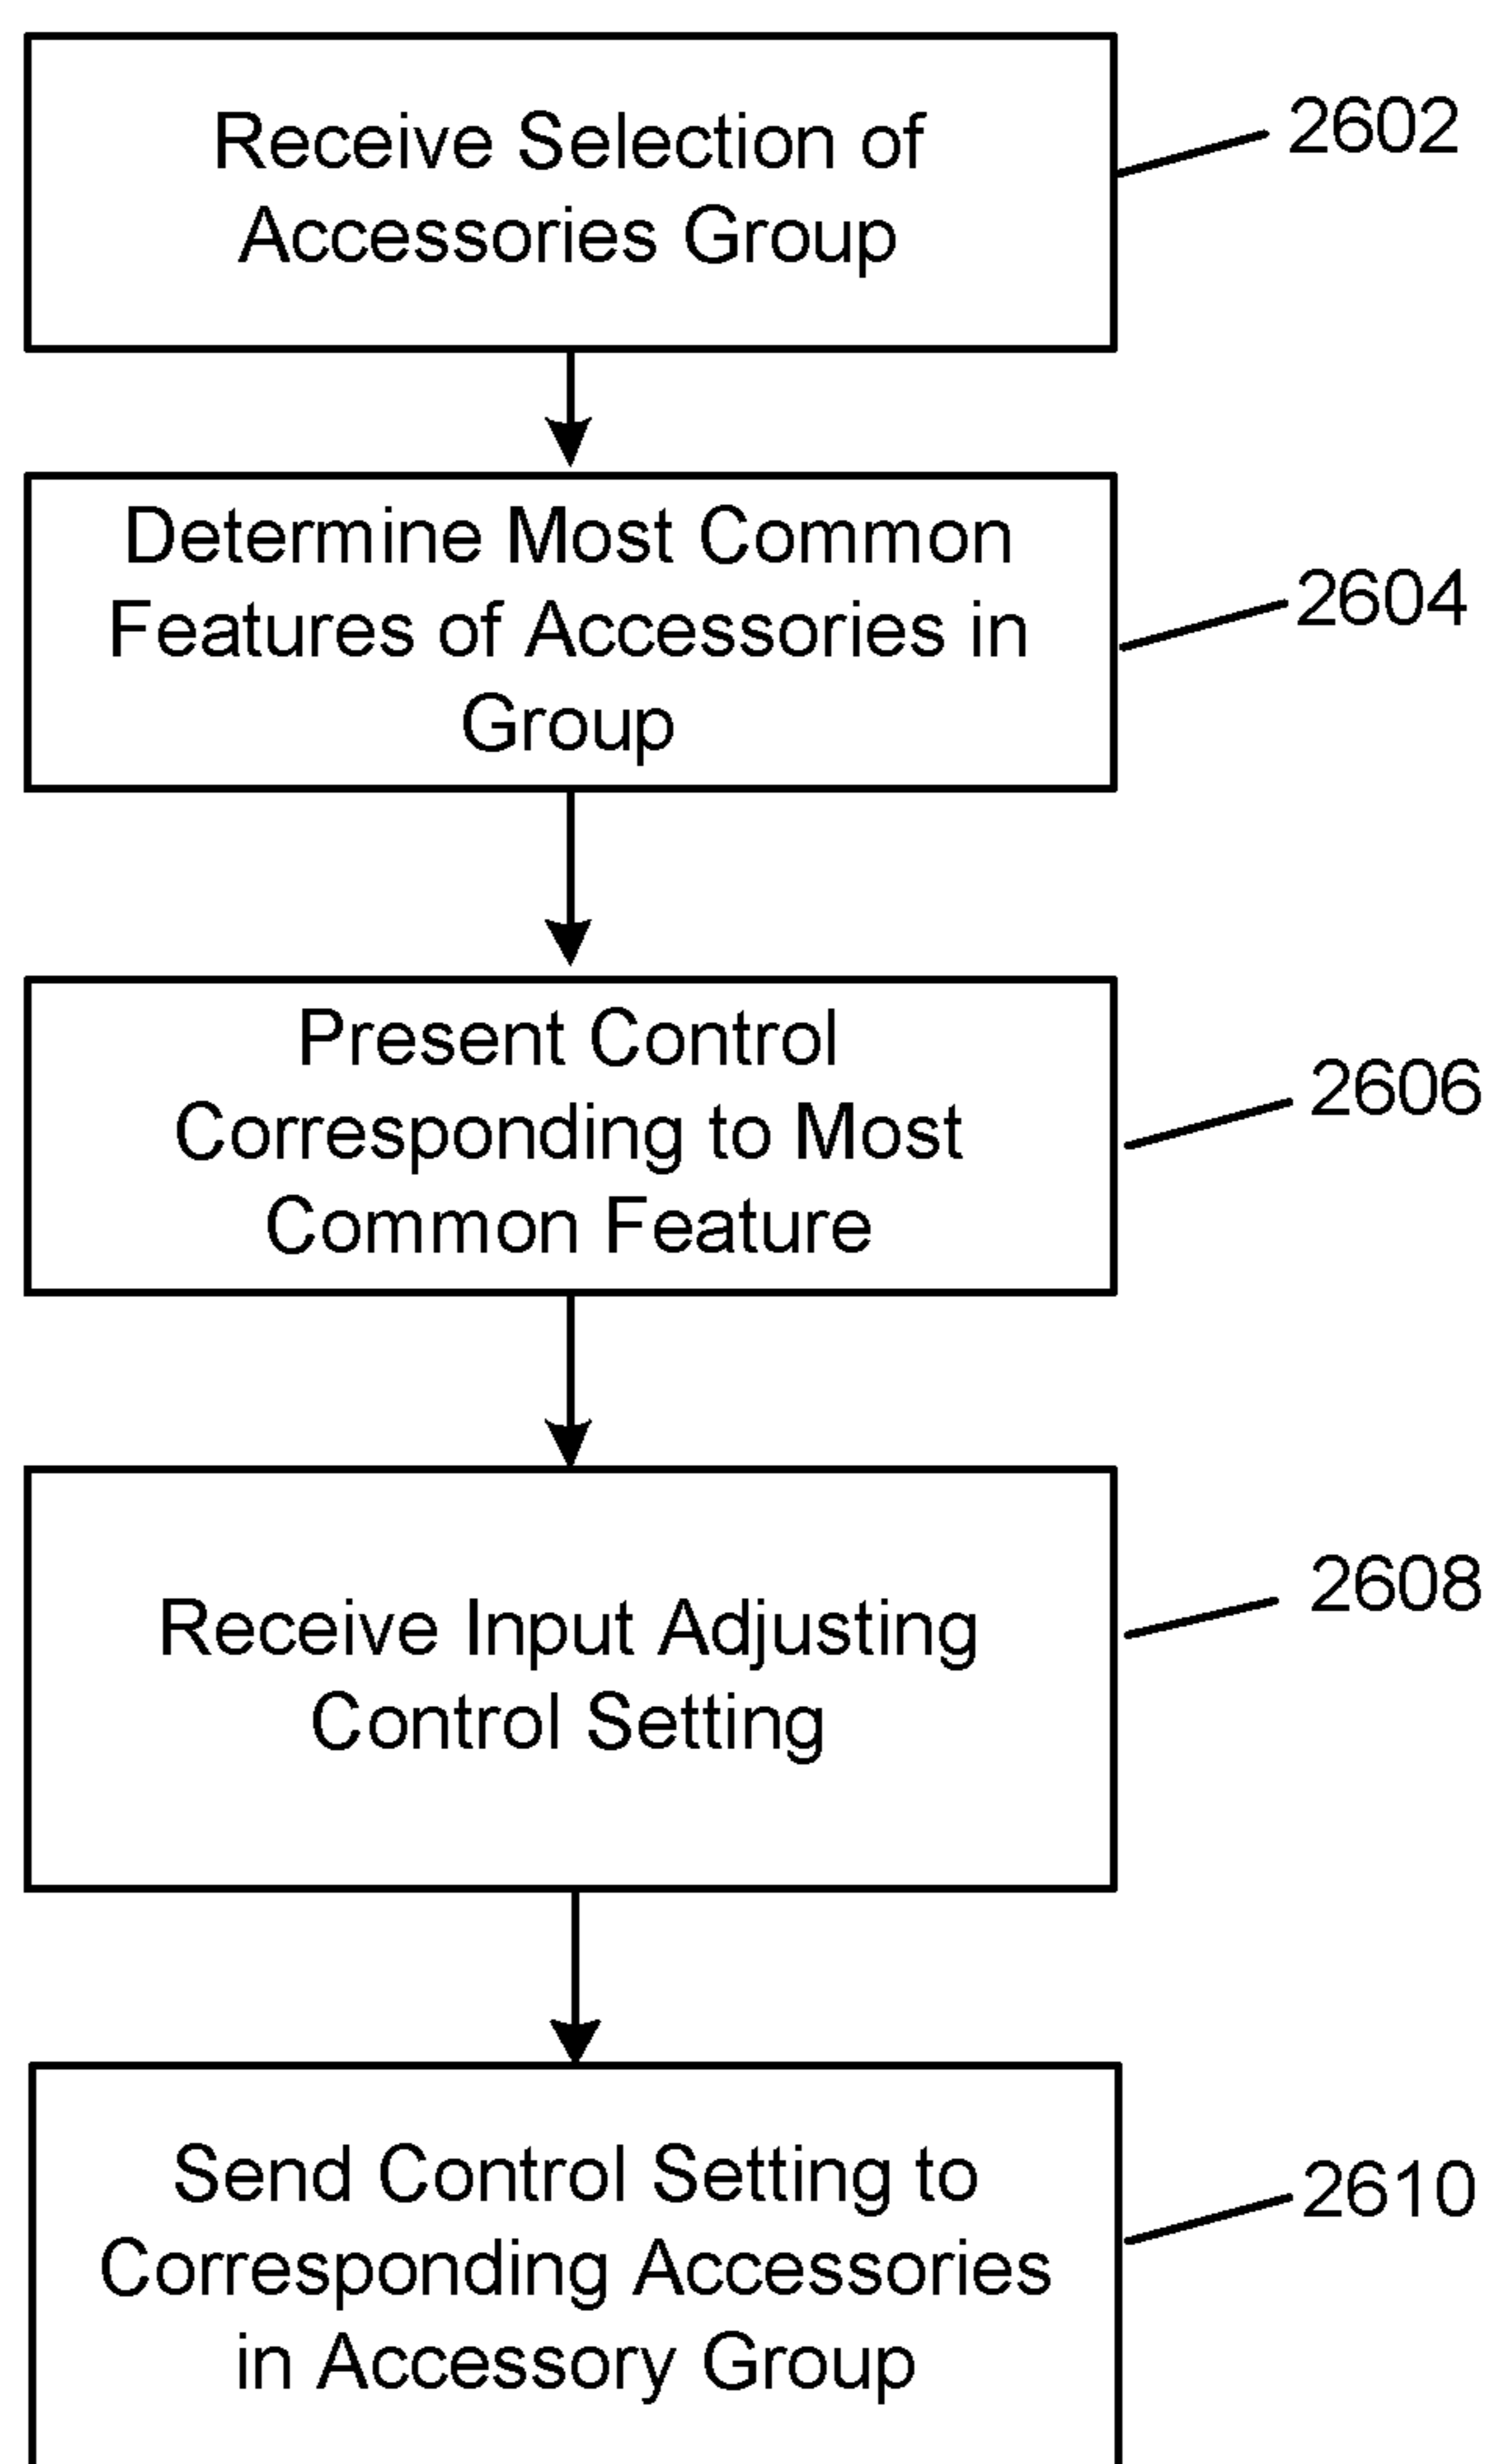 Receive Selection of
Accessories Group
2602
Determine Most Common
Features of Accessories in
Group
2604
Present Control
Corresponding to Most
Common Feature
2606
Receive Input Adjusting
Control Setting
2608
Send Control Setting to
Corresponding Accessories
in Accessory Group
2610